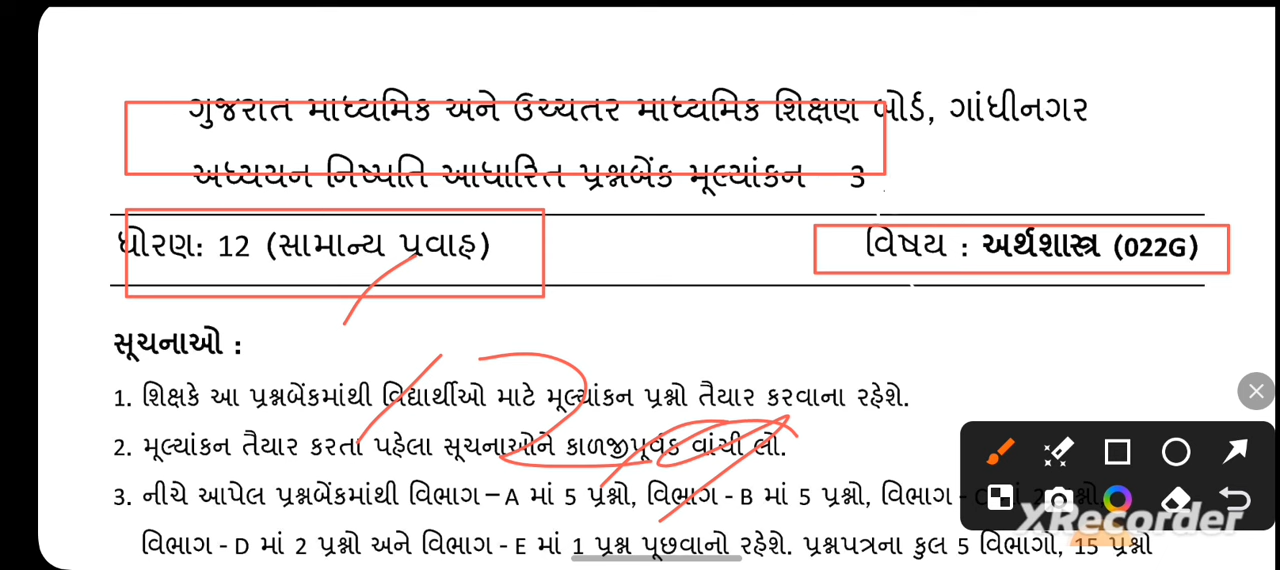 ગુજરાત માધ્યમિક અને ઉચ્ચતર માધ્યમિક શિક્ષણ બોર્ડ, ગાંધીનગર
અધ્યયન નિષ્પતિ આધારિત પ્રશ્નબેંક મૂલ્યાંકન 3
ધોરણ: 12 (સામાન્ય પ્રવાહ) વિષય : અર્થશાસ્ત્ર (022G)
સૂચનાઓ :
1. શિક્ષકે આ પ્રશ્નબેંકમાંથી વિદ્યાર્થીઓ માટે મૂલ્યાંકન પ્રશ્નો તૈયાર કરવાના રહેશે.
2. મૂલ્યાંકન તૈયાર કરતા પહેલા સૂચનાઓને કાળજીપૂર્વક વાંચી લો.
3. નીચે આપેલ પ્રશ્નબેંકમાંથી વિભાગ – A માં 5 પ્રશ્નો, વિભાગ - B માં 5 પ્રશ્નો, વિભાગ - C માં 2 પ્રશ્નો,
વિભાગ - D માં 2 પ્રશ્નો અને વિભાગ - E માં 1 પ્રશ્ન પૂછવાનો રહેશે. પ્રશ્નપત્રના કુલ 5 વિભાગો, 15 પ્રશ્નો
XRecorder